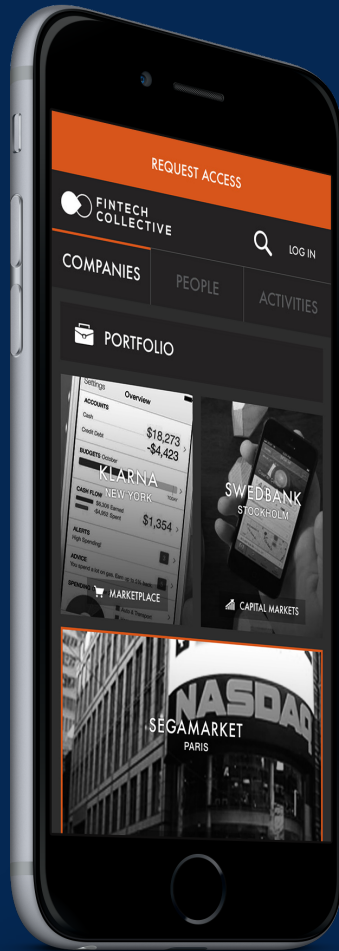 REQUEST ACCESS
FINTECH
COLLECTIVE
LOG IN
COMPANIES
PEOPLE
ACTIVITIES
PORTFOLIO
Settings
Overview
ACCOUNTS
Cash
$18,273
Credit Debt
-$4,423
BUDGETS October
KLARNA
NEW YORK
CASH FLOW
$1,354
ALERTS
High Spending!
ADVICE
SPENDING
MARKETPLACE
SWEDBANK
STOCKHOLM
CAPITAL MARKETS
NASDAQ
SEGAMARKET
PARIS